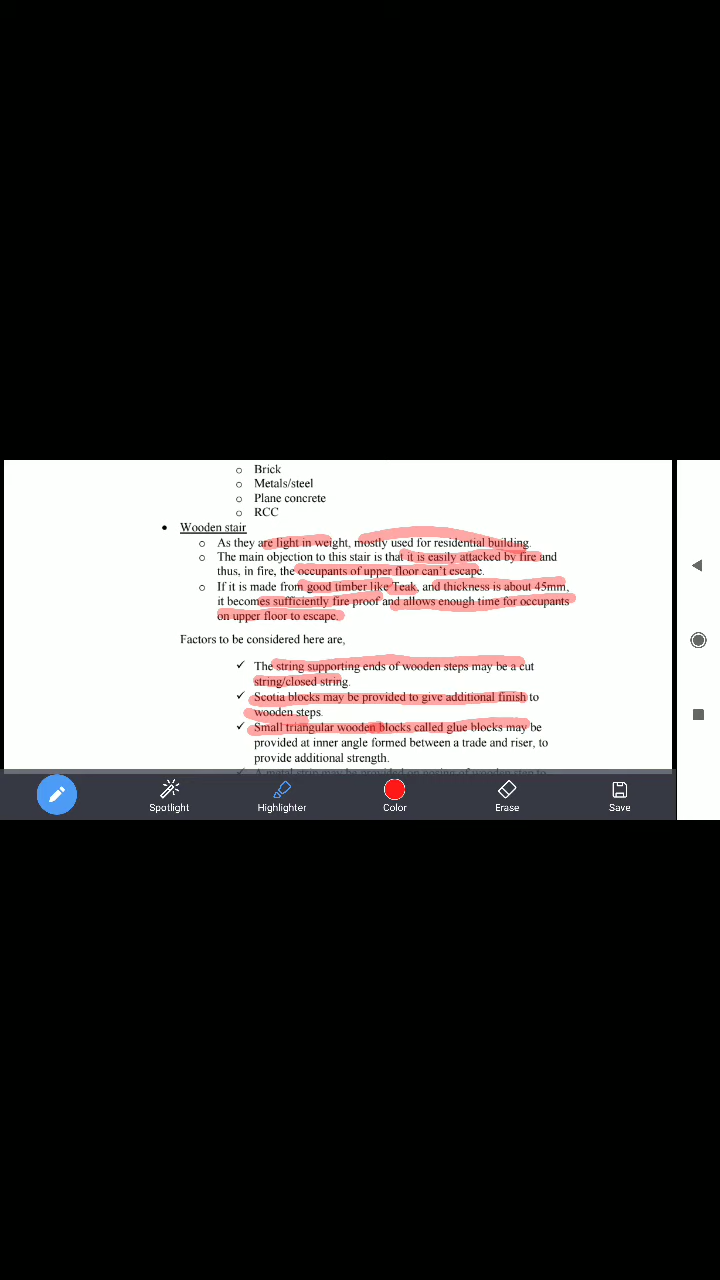 o Brick
o Metals/steel
o Plane concrete
o RCC
• Wooden stair
o As they are light in weight, mostly used for residential building.
o The main objection to this stair is that it is easily attacked by fire and
thus, in fire, the occupants of upper floor can't escape.
o If it is made from good timber like Teak, and thickness is about 45mm,
it becomes sufficiently fire proof and allows enough time for occupants
on upper floor to escape.
Factors to be considered here are,
✓ The string supporting ends of wooden steps may be a cut
string/closed string.
✓ Scotia blocks may be provided to give additional finish to
wooden steps.
✓ Small triangular wooden blocks called glue blocks may be
provided at inner angle formed between a trade and riser, to
provide additional strength.
Spotlight Highlighter Color Erase Save